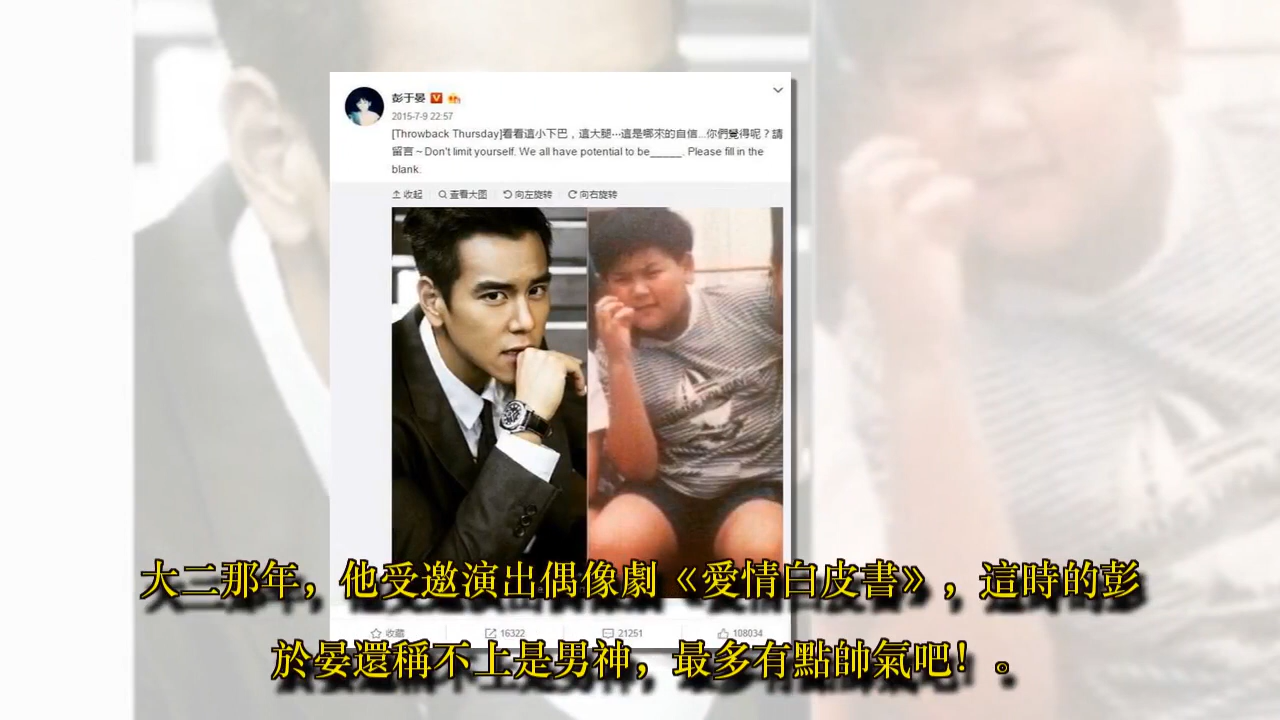 彭于晏
2015-7-9 22:57
[Throwback Thursday]看看這小下巴，這大腿…這是哪來的自信...你們覺得呢？請
留言～Don't limit yourself. We all have potential to be_____. Please fill in the
blank.
收起 查看大图 向左旋转 向右旋转
大二那年，他受邀演出偶像劇《愛情白皮書》，這時的彭
收藏 16322 21251 108034
於晏還稱不上是男神，最多有點帥氣吧！。